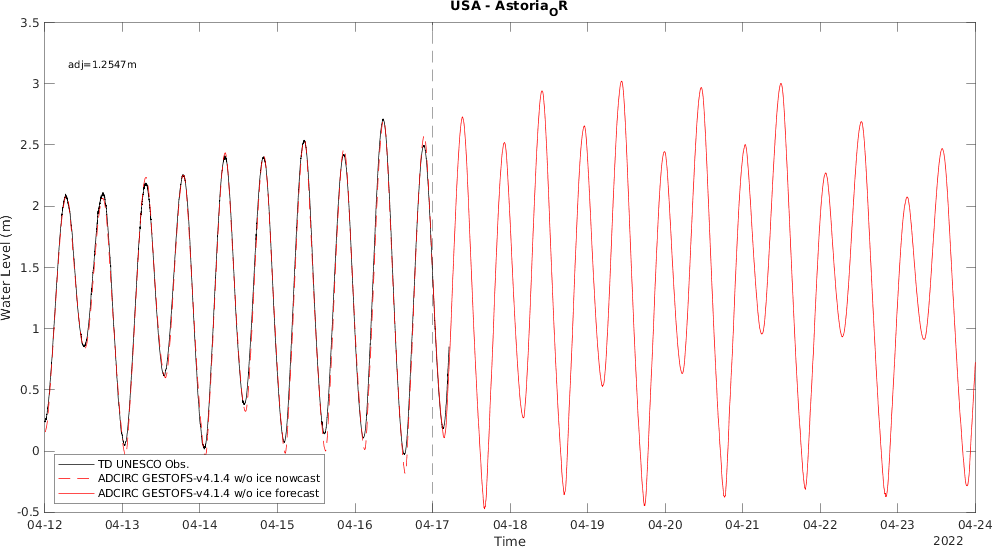 USA - AstoriaOR
3.5
adj=1.2547m
3
2.5
2
1.5
1
0.5
0
-0.5
Water Level (m)
TD UNESCO Obs.
ADCIRC GESTOFS-v4.1.4 w/o ice nowcast
ADCIRC GESTOFS-v4.1.4 w/o ice forecast
04-12 04-13 04-14 04-15 04-16 04-17 04-18 04-19 04-20 04-21 04-22 04-23 04-24
Time
2022